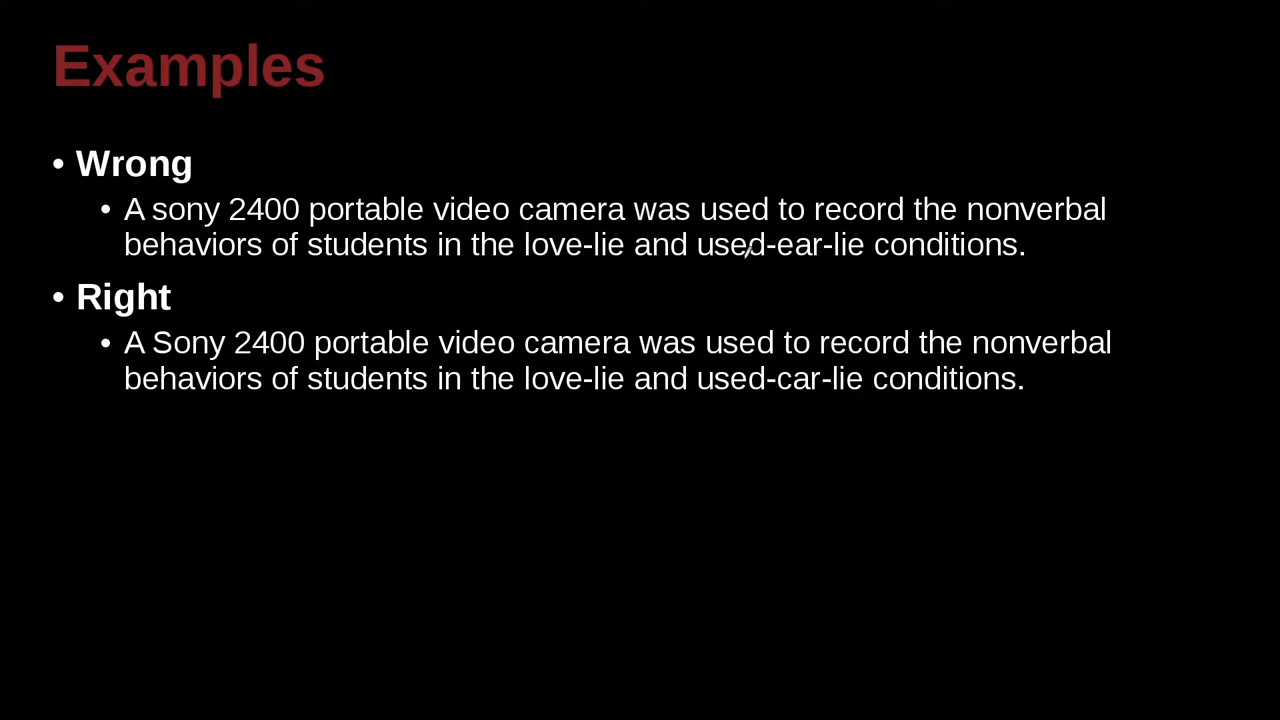 Examples
• Wrong
• A sony 2400 portable video camera was used to record the nonverbal
behaviors of students in the love-lie and used-ear-lie conditions.
• Right
• A Sony 2400 portable video camera was used to record the nonverbal
behaviors of students in the love-lie and used-car-lie conditions.